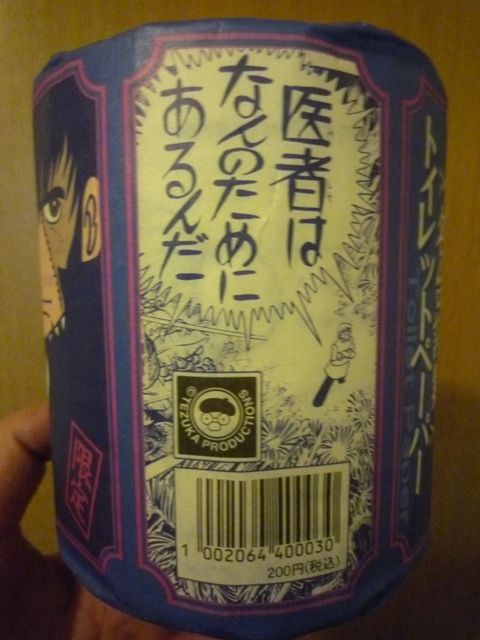 医者は
なんのために
あるんだー
トイレットペーパー
Toilet Paper
限定
©TEZUKA PRODUCTIONS
1 002064 400030
200円(税込)